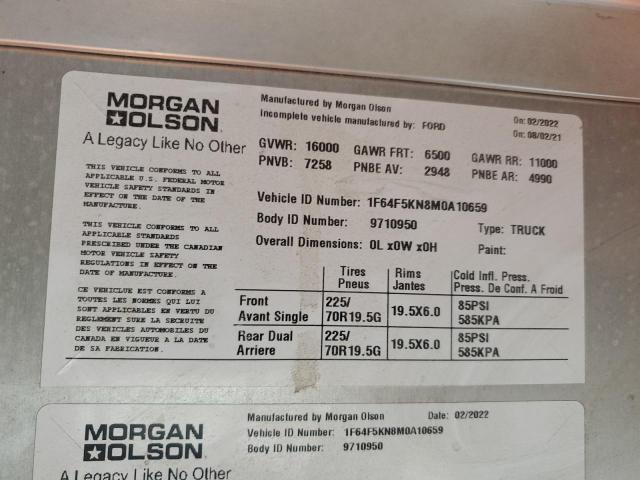 MORGAN
OLSON
A Legacy Like No Other
Manufactured by Morgan Olson
Incomplete vehicle manufactured by: FORD
On: 02/2022
On: 08/02/21
GVWR: 16000 GAWR FRT: 6500 GAWR RR: 11000
PNVB: 7258 PNBE AV: 2948 PNBE AR: 4990
THIS VEHICLE CONFORMS TO ALL
APPLICABLE U.S. FEDERAL MOTOR
VEHICLE SAFETY STANDARDS IN
EFFECT ON THE DATE OF THE
MANUFACTURE.
THIS VEHICLE CONFORMS TO ALL
APPLICABLE STANDARDS
PRESCRIBED UNDER THE CANADIAN
MOTOR VEHICLE SAFETY
REGULATIONS IN EFFECT ON THE
DATE OF MANUFACTURE.
CE VEHICLUE EST CONFORMS A
TOUTES LES NORMES QUI LUI
SONT APPLICABLES EN VERTU DU
REGLEMENT SURE LA SECURITE
DES VEHICULES AUTOMOBILES DU
CANADA EN VIGUEUR A LA DATE
DE SA FABRICATION.
Vehicle ID Number: 1F64F5KN8M0A10659
Body ID Number: 9710950 Type: TRUCK
Overall Dimensions: 0L x0W x0H Paint:
Tires Rims Cold Infl. Press.
Pneus Jantes Press. De Conf. A Froid
Front 225/ 19.5X6.0 85PSI
Avant Single 70R19.5G 585KPA
Rear Dual 225/ 19.5X6.0 85PSI
Arriere 70R19.5G 585KPA
MORGAN
OLSON
A Legacy Like No Other
Manufactured by Morgan Olson Date: 02/2022
Vehicle ID Number: 1F64F5KN8M0A10659
Body ID Number: 9710950